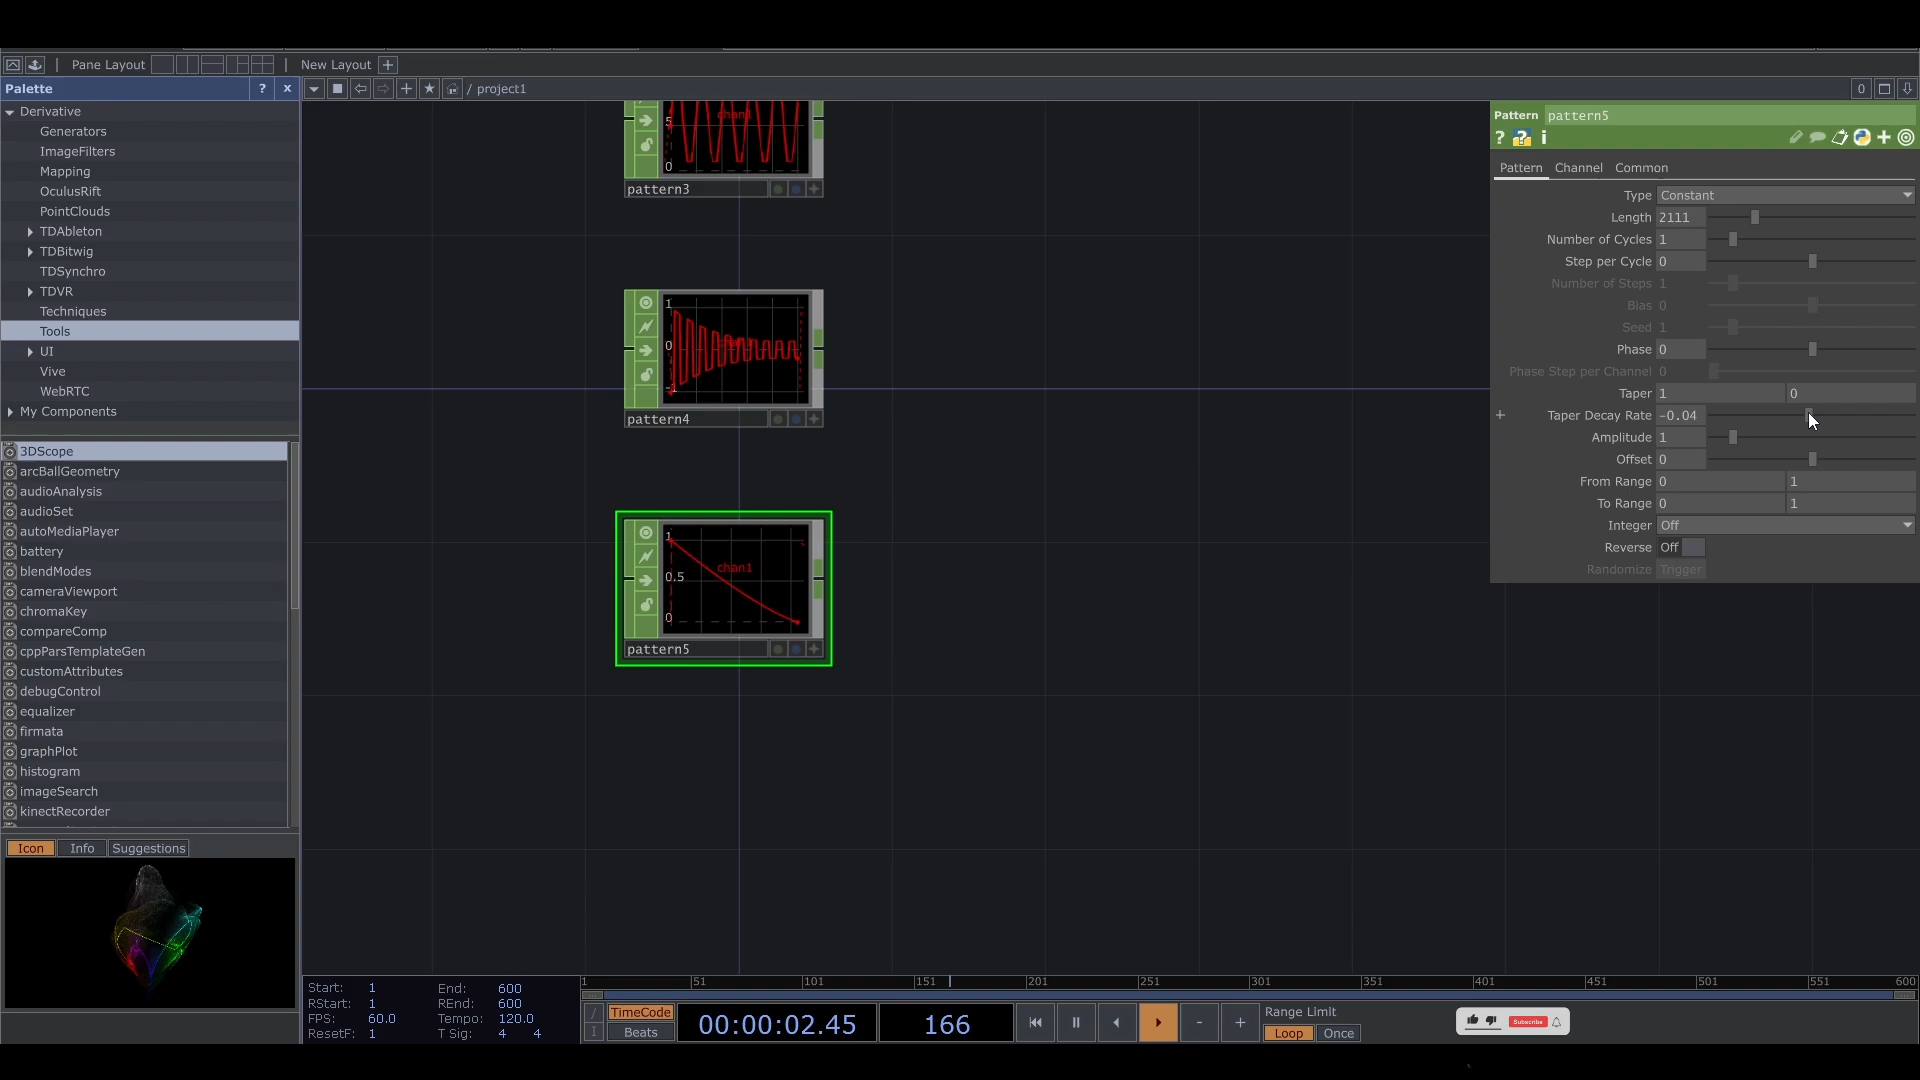 Pane Layout | New Layout +
Palette ? x
/ project1
0
Derivative
Generators
ImageFilters
Mapping
OculusRift
PointClouds
TDAbleton
TDBitwig
TDSynchro
TDVR
Techniques
Tools
UI
Vive
WebRTC
My Components
3DScope
arcBallGeometry
audioAnalysis
audioSet
autoMediaPlayer
battery
blendModes
cameraViewport
chromaKey
compareComp
cppParsTemplateGen
customAttributes
debugControl
equalizer
firmata
graphPlot
histogram
imageSearch
kinectRecorder
Icon Info Suggestions
chan1
0
pattern3
1
0
-1
pattern4
1
0.5
0
chan1
pattern5
Pattern pattern5
? ? i
Pattern Channel Common
Type Constant
Length 2111
Number of Cycles 1
Step per Cycle 0
Number of Steps 1
Bias 0
Seed 1
Phase 0
Phase Step per Channel 0
Taper 1 0
+ Taper Decay Rate -0.04
Amplitude 1
Offset 0
From Range 0 1
To Range 0 1
Integer Off
Reverse Off
Randomize Trigger
1 51 101 151 201 251 301 351 401 451 501 551 600
Start: 1 End: 600
RStart: 1 REnd: 600
FPS: 60.0 Tempo: 120.0
ResetF: 1 T Sig: 4 4
TimeCode
Beats
00:00:02.45
166
- +
Range Limit
Loop Once
Subscribe